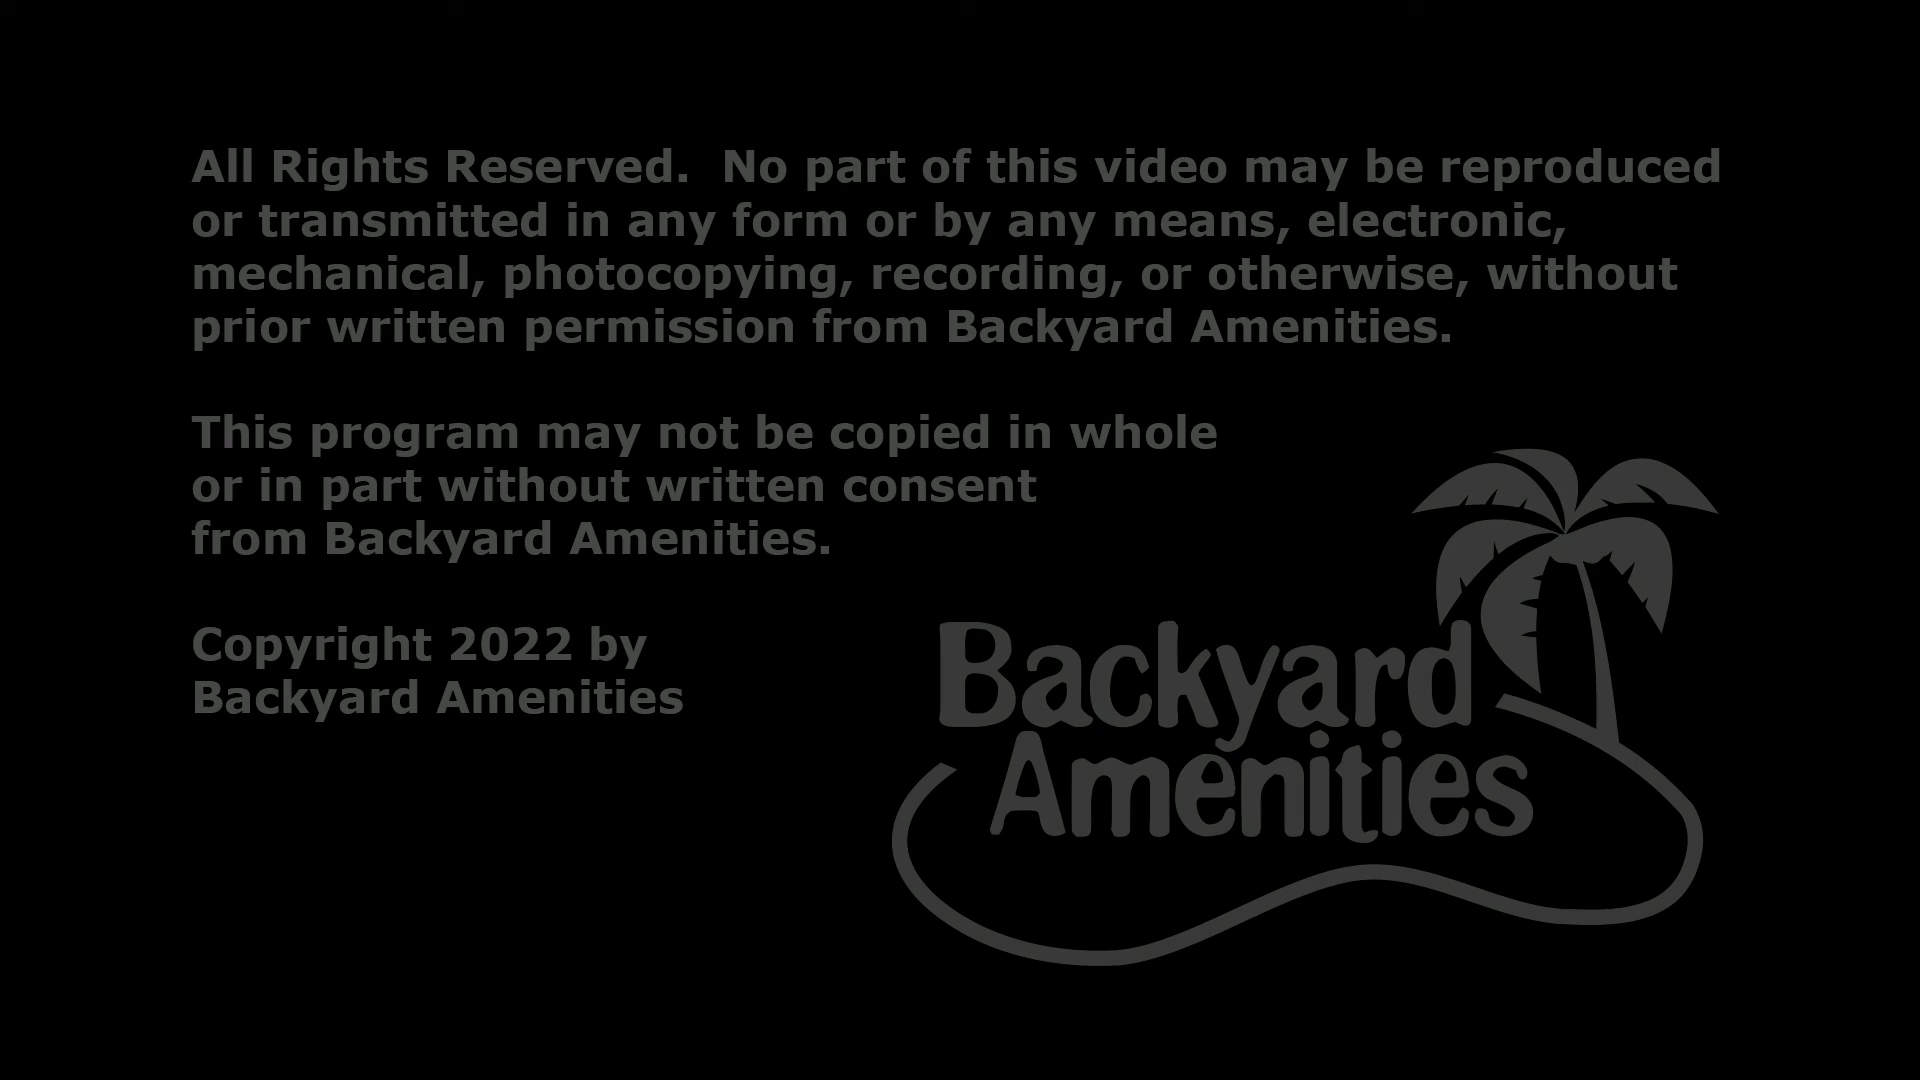 All Rights Reserved.  No part of this video may be reproduced
or transmitted in any form or by any means, electronic,
mechanical, photocopying, recording, or otherwise, without
prior written permission from Backyard Amenities.
This program may not be copied in whole
or in part without written consent
from Backyard Amenities.
Copyright 2022 by
Backyard Amenities
Backyard
Amenities